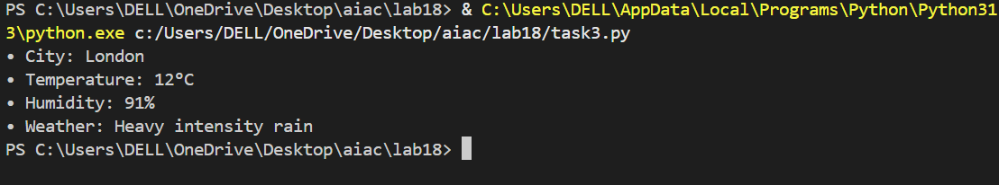 PS C:\Users\DELL\OneDrive\Desktop\aiac\lab18> & C:\Users\DELL\AppData\Local\Programs\Python\Python31
3\python.exe c:/Users/DELL/OneDrive/Desktop/aiac/lab18/task3.py
• City: London
• Temperature: 12°C
• Humidity: 91%
• Weather: Heavy intensity rain
PS C:\Users\DELL\OneDrive\Desktop\aiac\lab18>